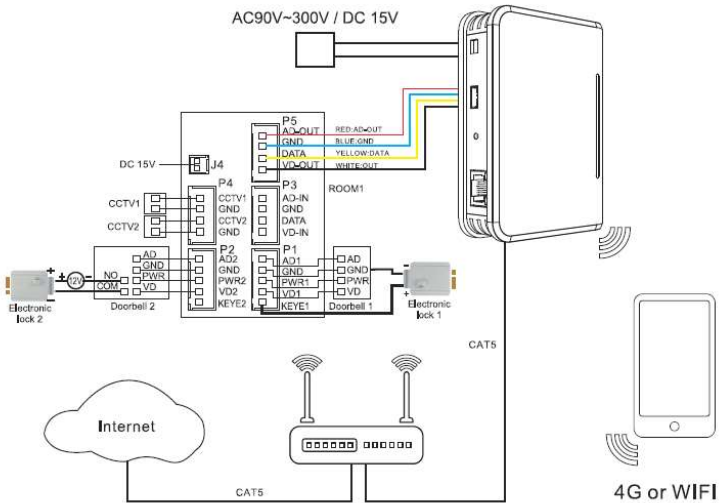 AC90V~300V / DC 15V
P5
AD-OUT RED:AD-OUT
GND BLUE:GND
DATA YELLOW:DATA
VD-OUT WHITE:OUT
DC 15V
J4
ROOM1
P4
CCTV1
GND
CCTV2
GND
CCTV1
CCTV2
P3
AD-IN
GND
DATA
VD-IN
P2
AD2
GND
PWR2
VD2
KEYE2
P1
AD1
GND
PWR1
VD1
KEYE1
AD
GND
PWR
VD
NO
COM
Doorbell 2
+
+ 12V -
-
Electronic
lock 2
AD
GND
PWR
VD
Doorbell 1
-
+
Electronic
lock 1
CAT5
Internet
CAT5
4G or WIFI